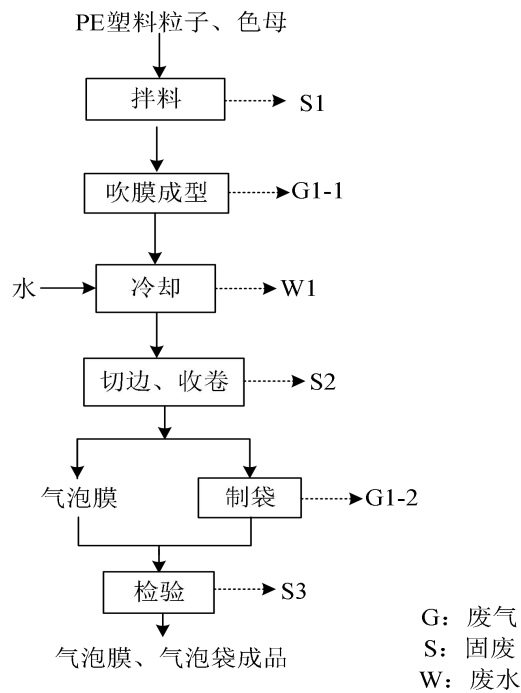 PE塑料粒子、色母
拌料
S1
吹膜成型
G1-1
水
冷却
W1
切边、收卷
S2
气泡膜
制袋
G1-2
检验
S3
气泡膜、气泡袋成品
G：废气
S：固废
W：废水